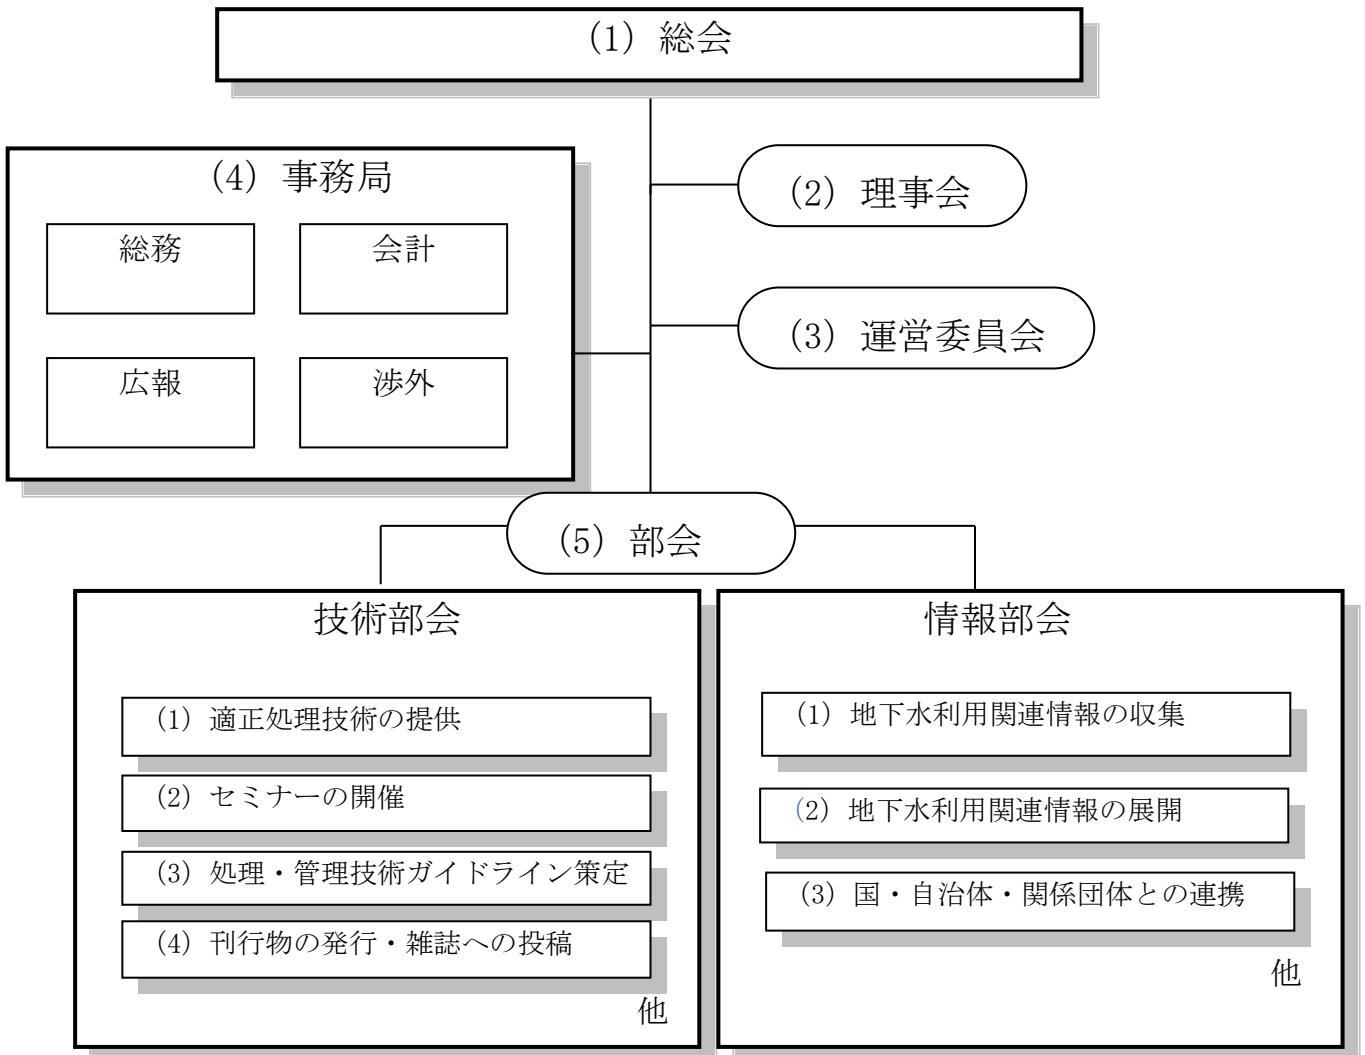 (1) 総会
(4) 事務局
総務
会計
広報
渉外
(2) 理事会
(3) 運営委員会
(5) 部会
技術部会
(1) 適正処理技術の提供
(2) セミナーの開催
(3) 処理・管理技術ガイドライン策定
(4) 刊行物の発行・雑誌への投稿
他
情報部会
(1) 地下水利用関連情報の収集
(2) 地下水利用関連情報の展開
(3) 国・自治体・関係団体との連携
他